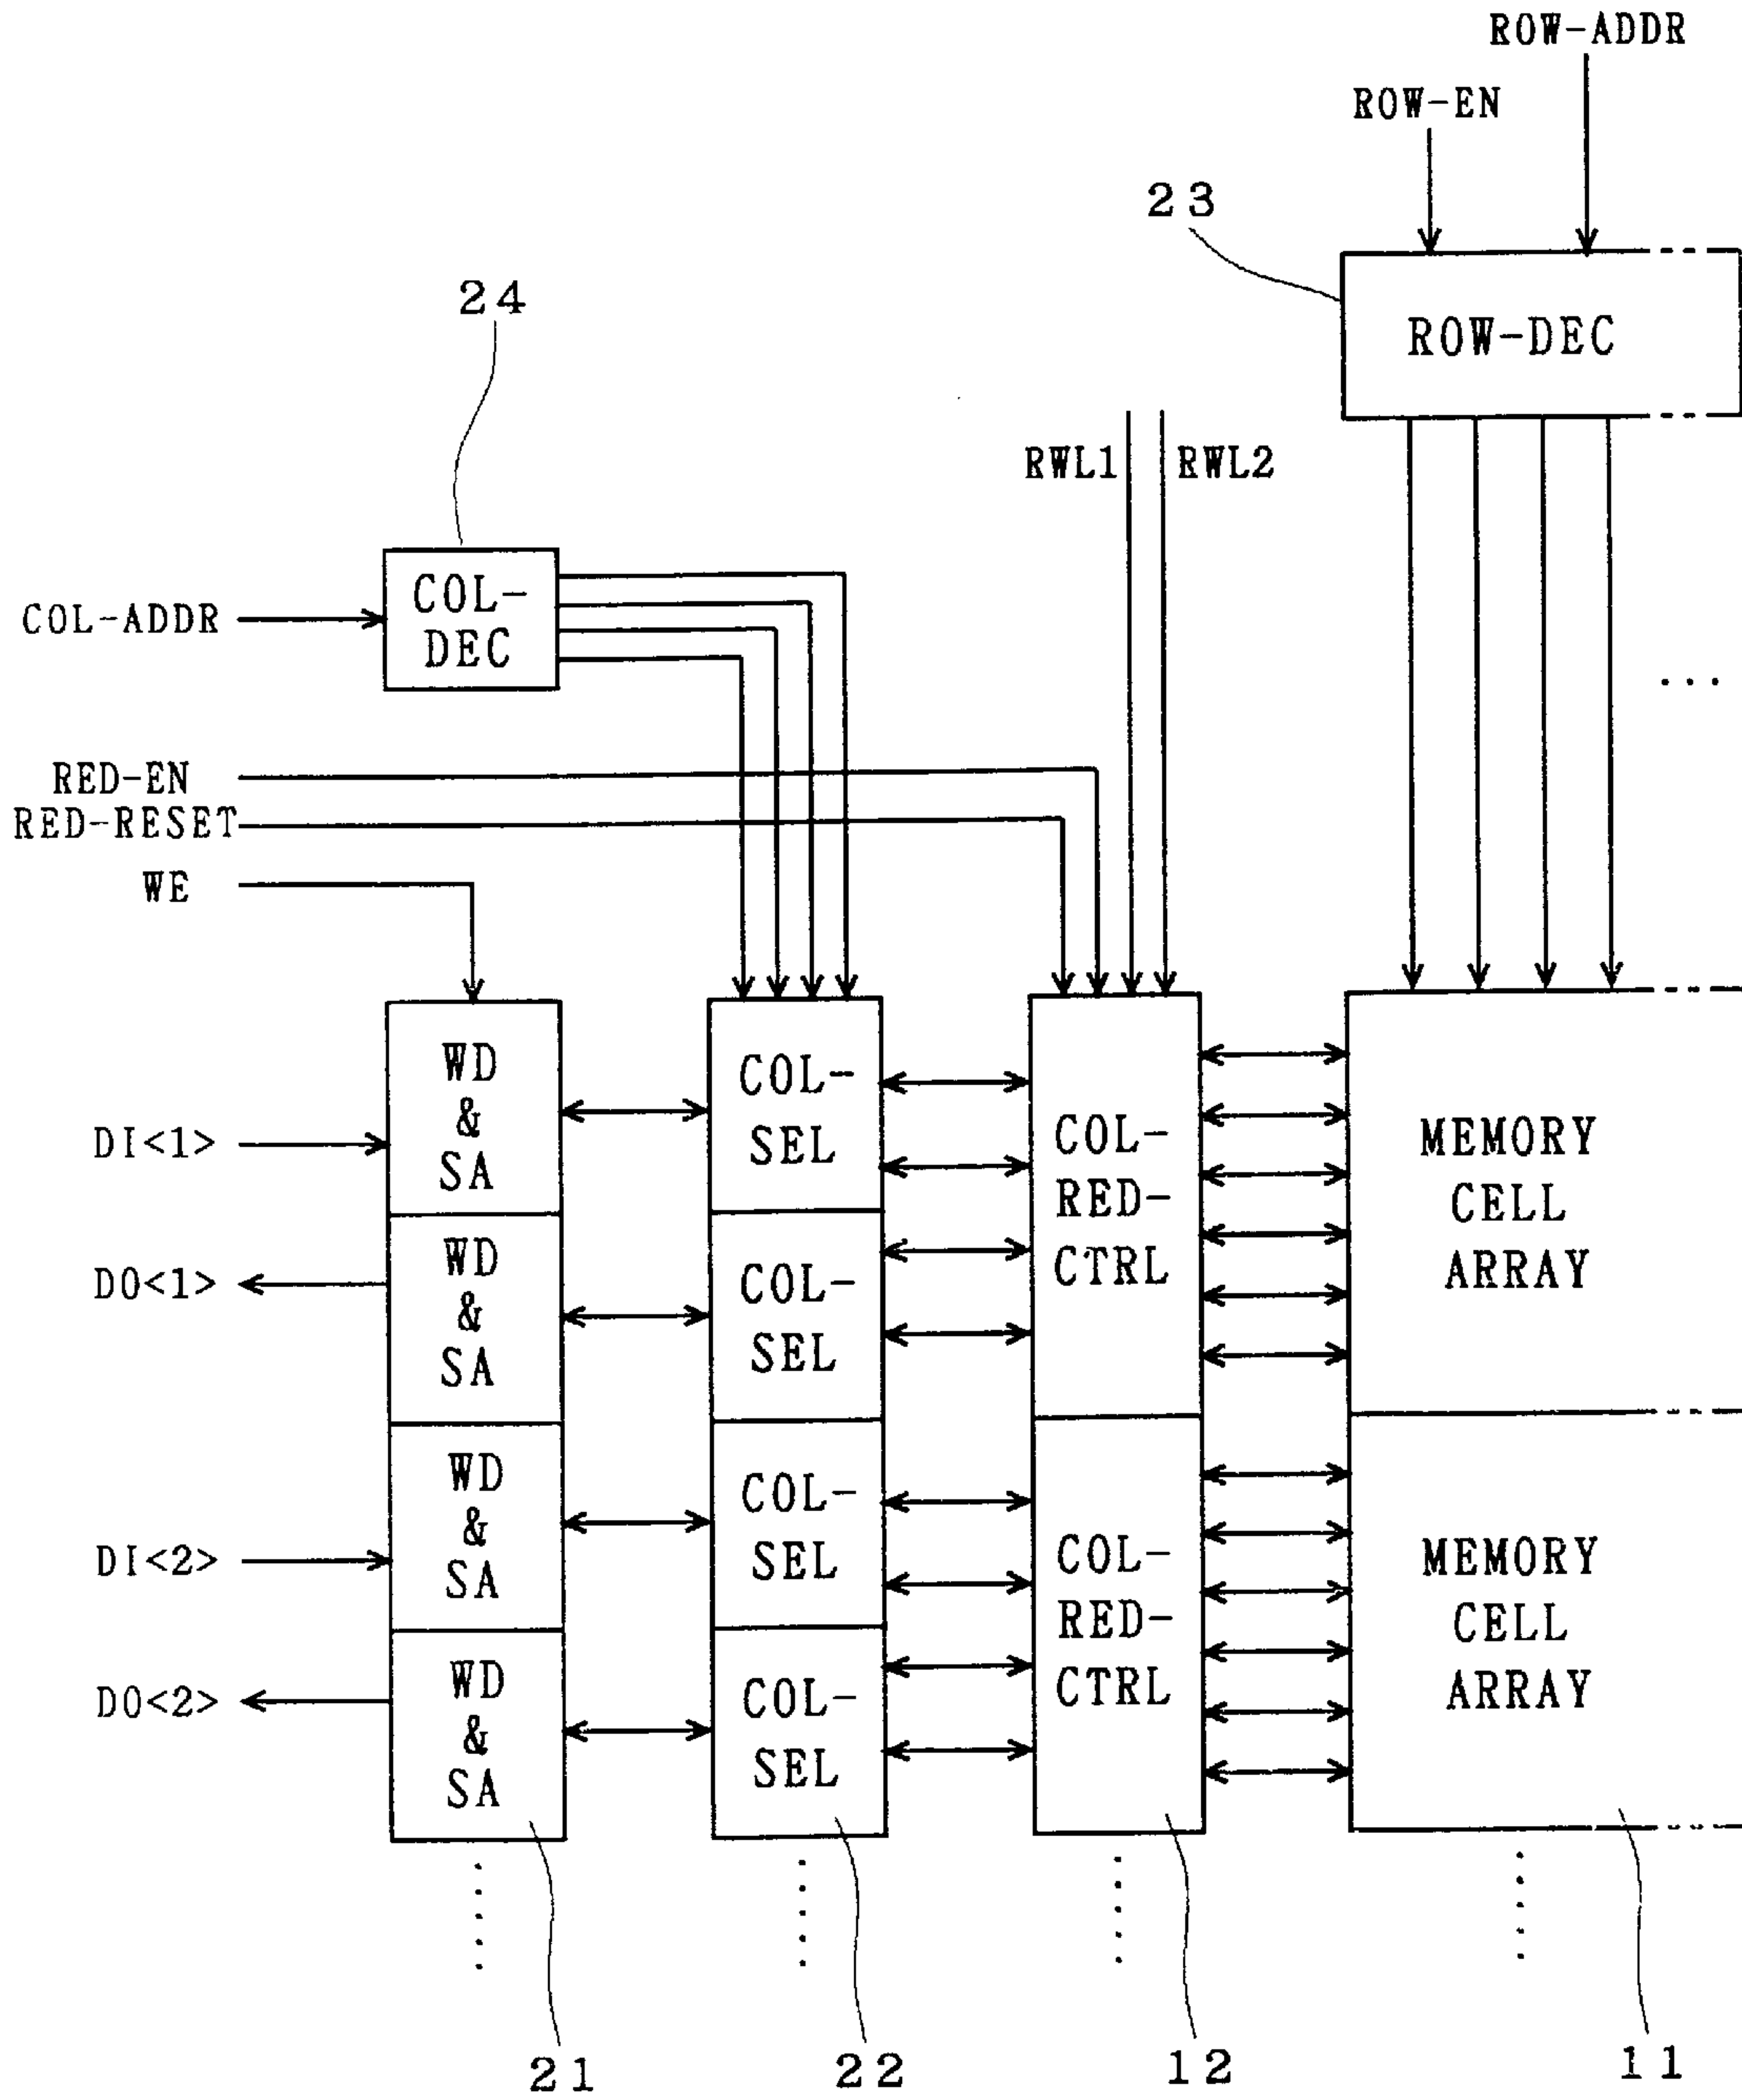 ROW-ADDR
ROW-EN
23
ROW-DEC
24
RWL1 RWL2
COL-
DEC
COL-ADDR
...
RED-EN
RED-RESET
WE
WD
&
SA
COL-
SEL
COL-
RED-
CTRL
MEMORY
CELL
ARRAY
DI<1>
WD
&
SA
COL-
SEL
DO<1>
WD
&
SA
COL-
SEL
COL-
RED-
CTRL
MEMORY
CELL
ARRAY
DI<2>
WD
&
SA
COL-
SEL
DO<2>
21
22
12
11